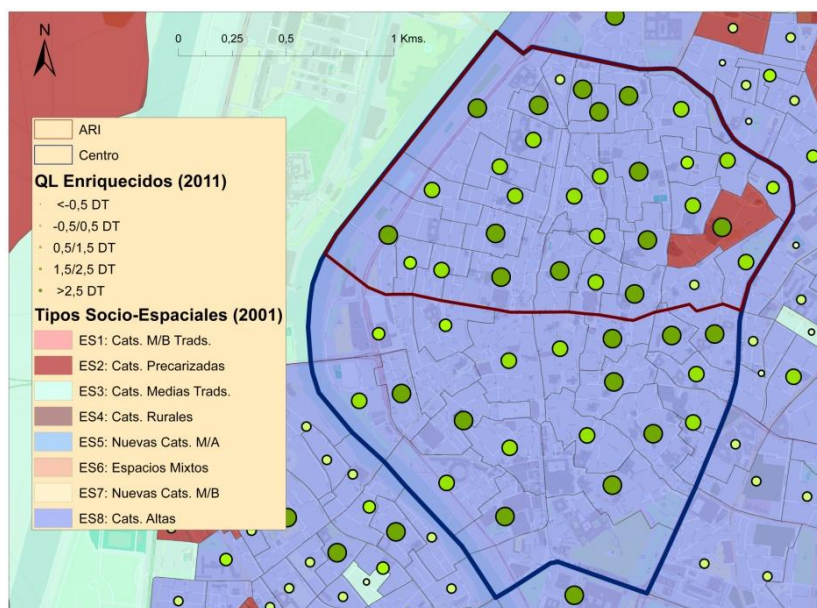 N
0 0,25 0,5 1 Kms.
ARI
Centro
QL Enriquecidos (2011)
<-0,5 DT
-0,5/0,5 DT
0,5/1,5 DT
1,5/2,5 DT
>2,5 DT
Tipos Socio-Espaciales (2001)
ES1: Cats. M/B Trads.
ES2: Cats. Precarizadas
ES3: Cats. Medias Trads.
ES4: Cats. Rurales
ES5: Nuevas Cats. M/A
ES6: Espacios Mixtos
ES7: Nuevas Cats. M/B
ES8: Cats. Altas